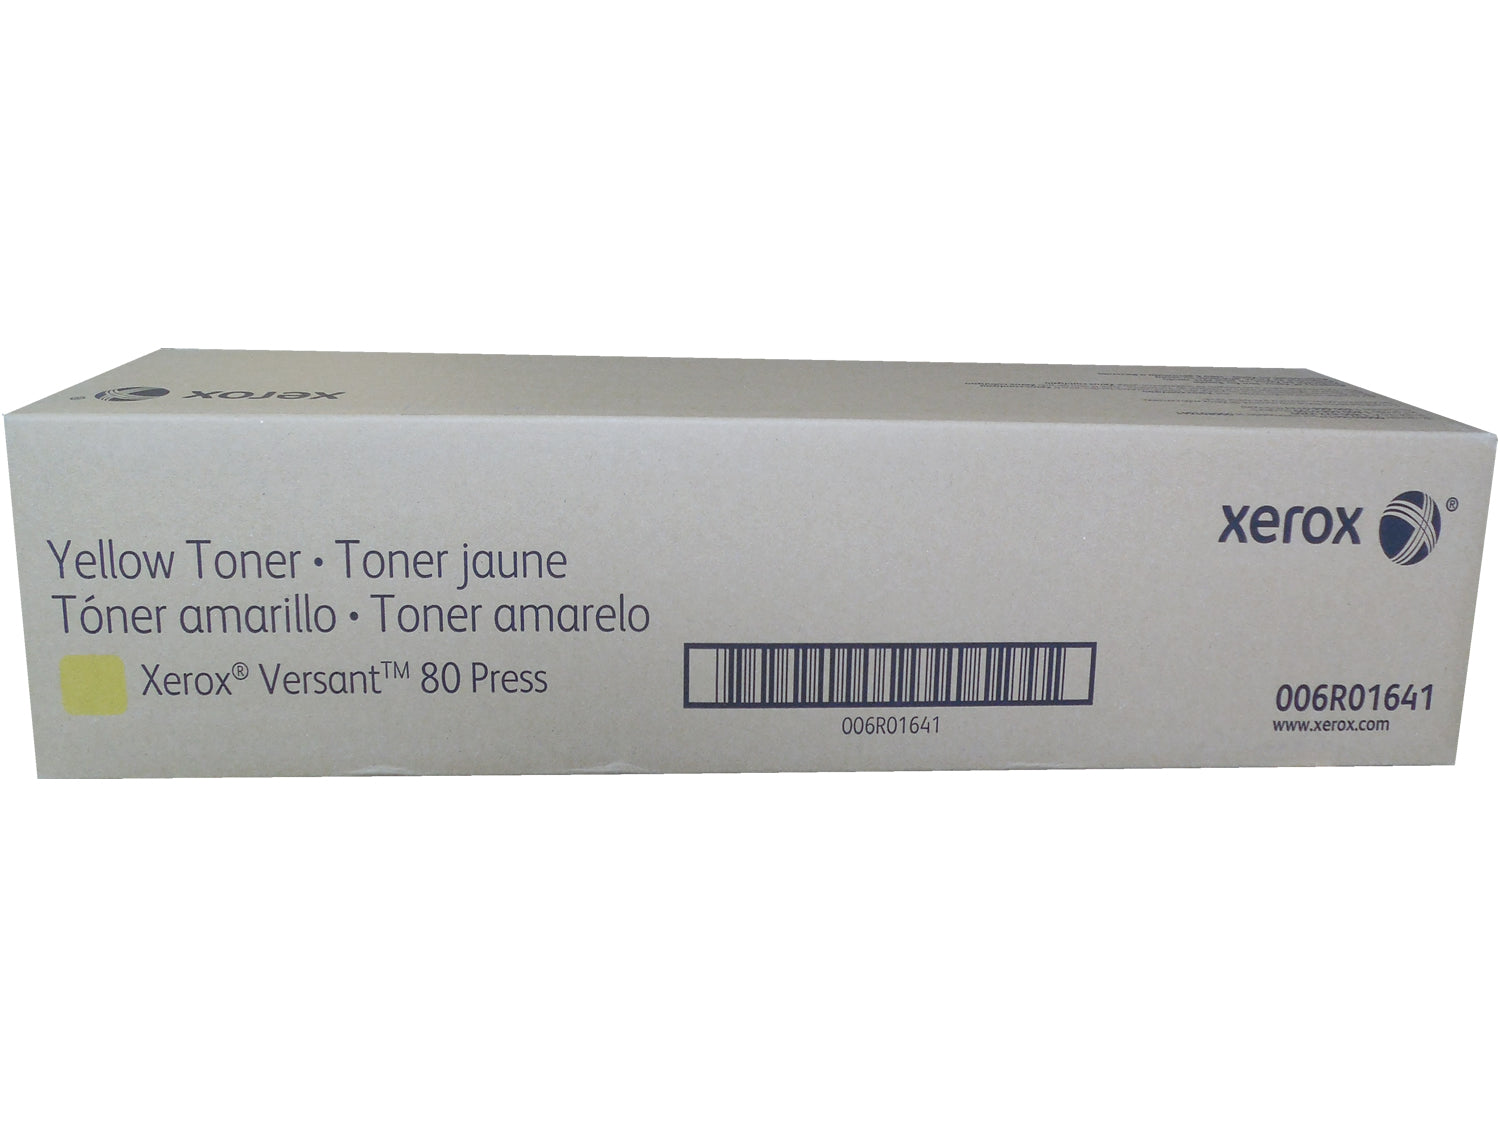 xerox ®
xerox ®
Yellow Toner • Toner jaune
Tóner amarillo • Toner amarelo
Xerox® Versant™ 80 Press
006R01641
006R01641
www.xerox.com